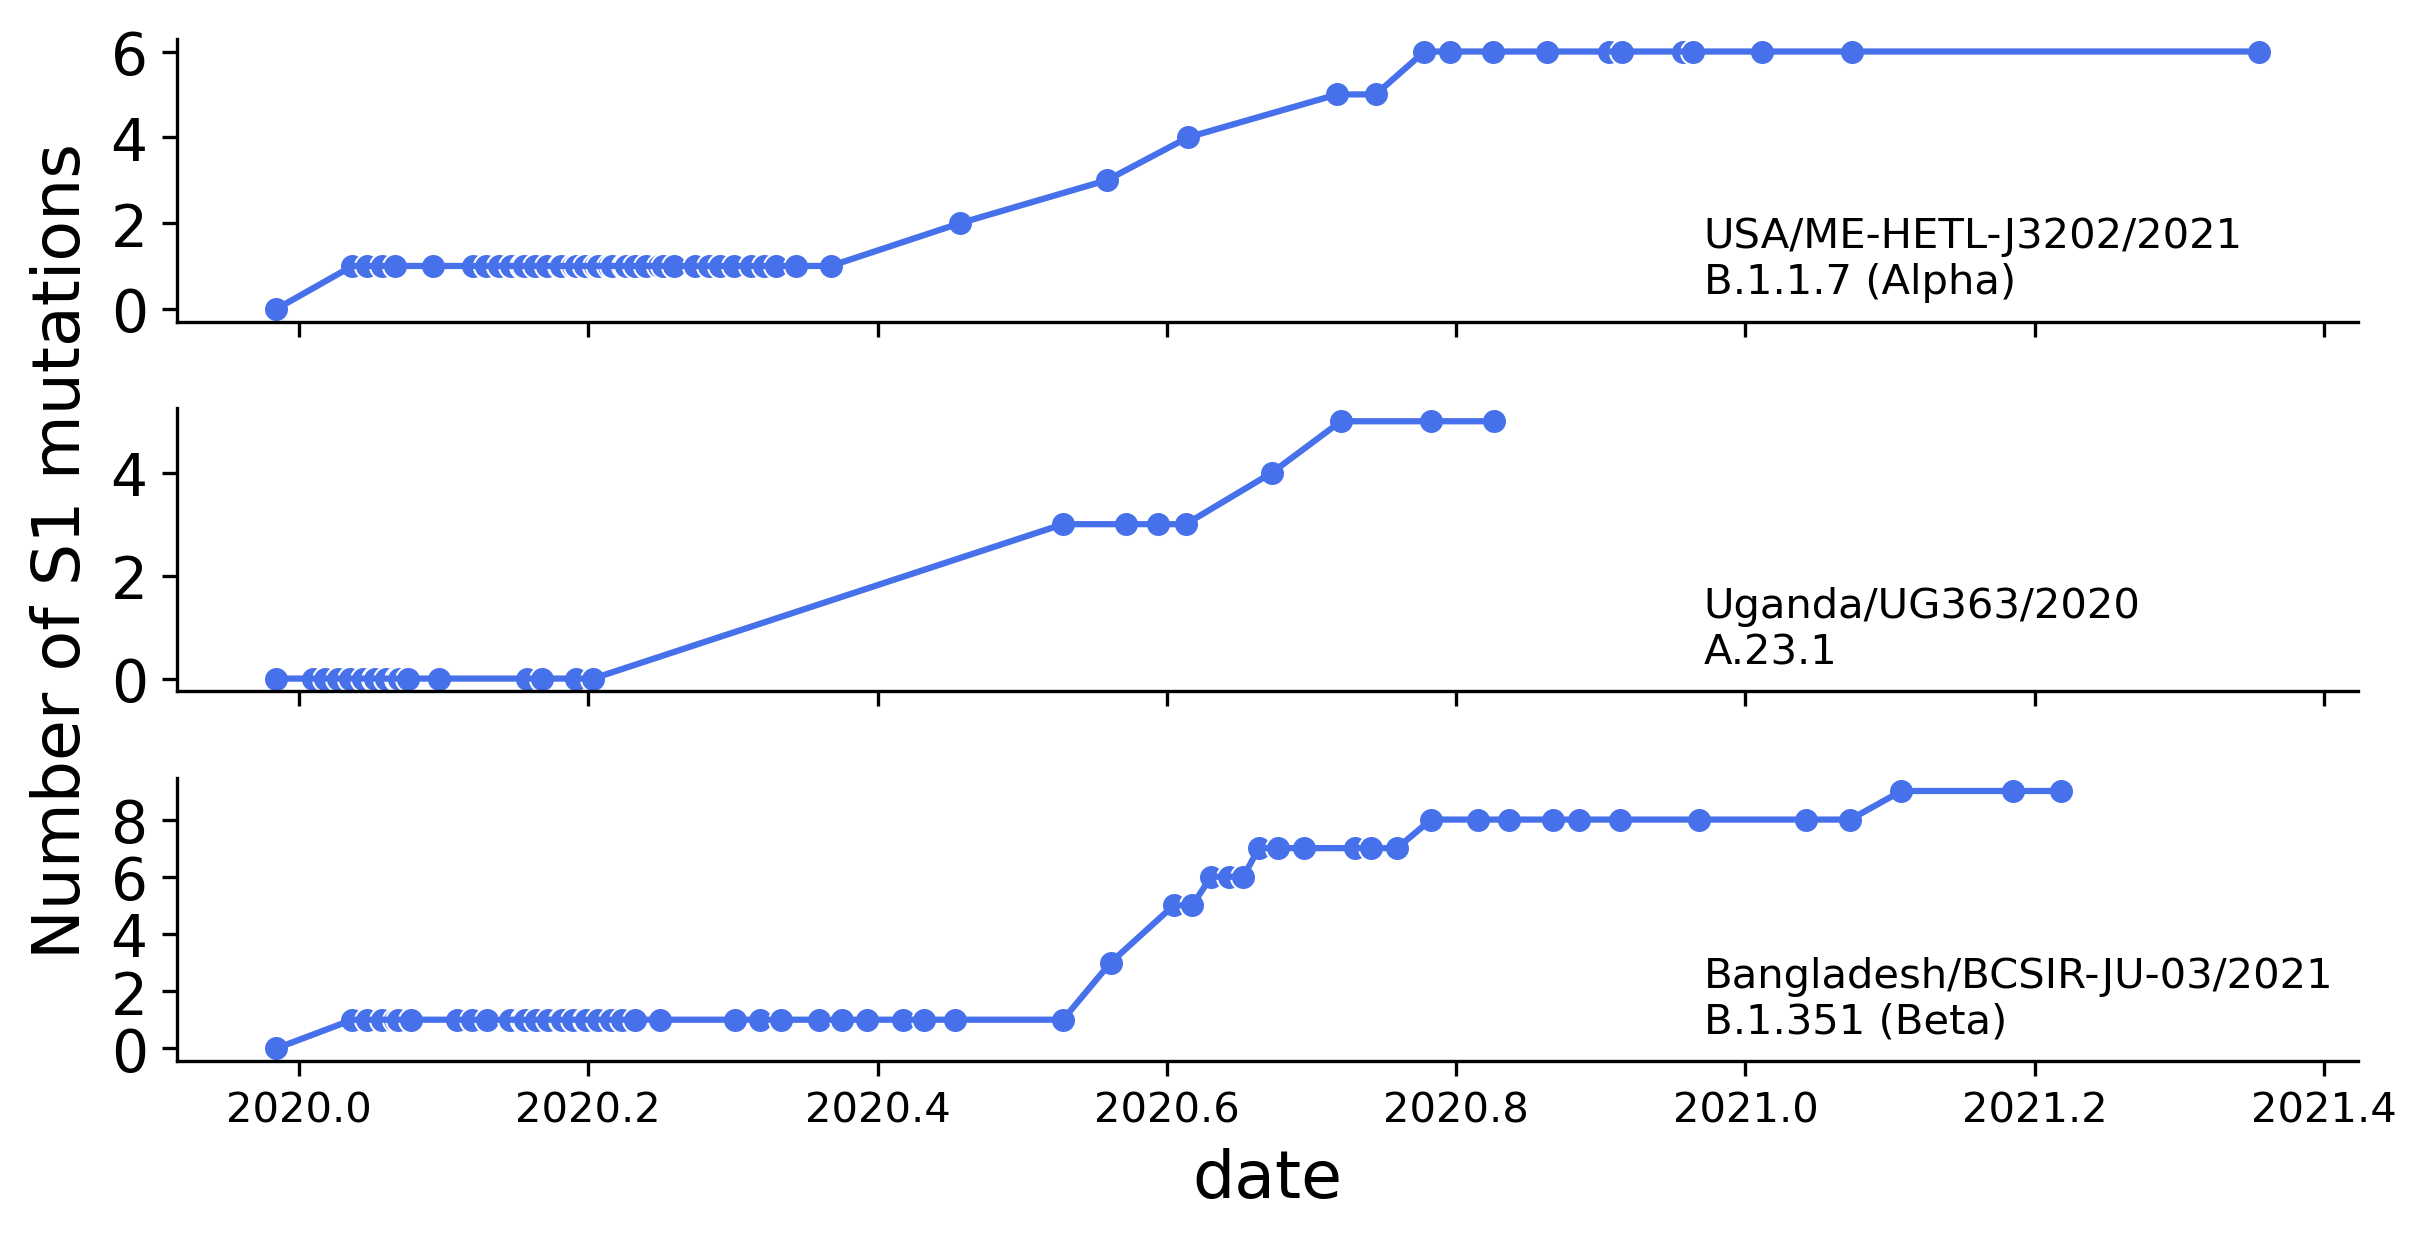 Number of S1 mutations
6
4
2
0
USA/ME-HETL-J3202/2021
B.1.1.7 (Alpha)
4
2
0
Uganda/UG363/2020
A.23.1
8
6
4
2
0
Bangladesh/BCSIR-JU-03/2021
B.1.351 (Beta)
2020.0 2020.2 2020.4 2020.6 2020.8 2021.0 2021.2 2021.4
date